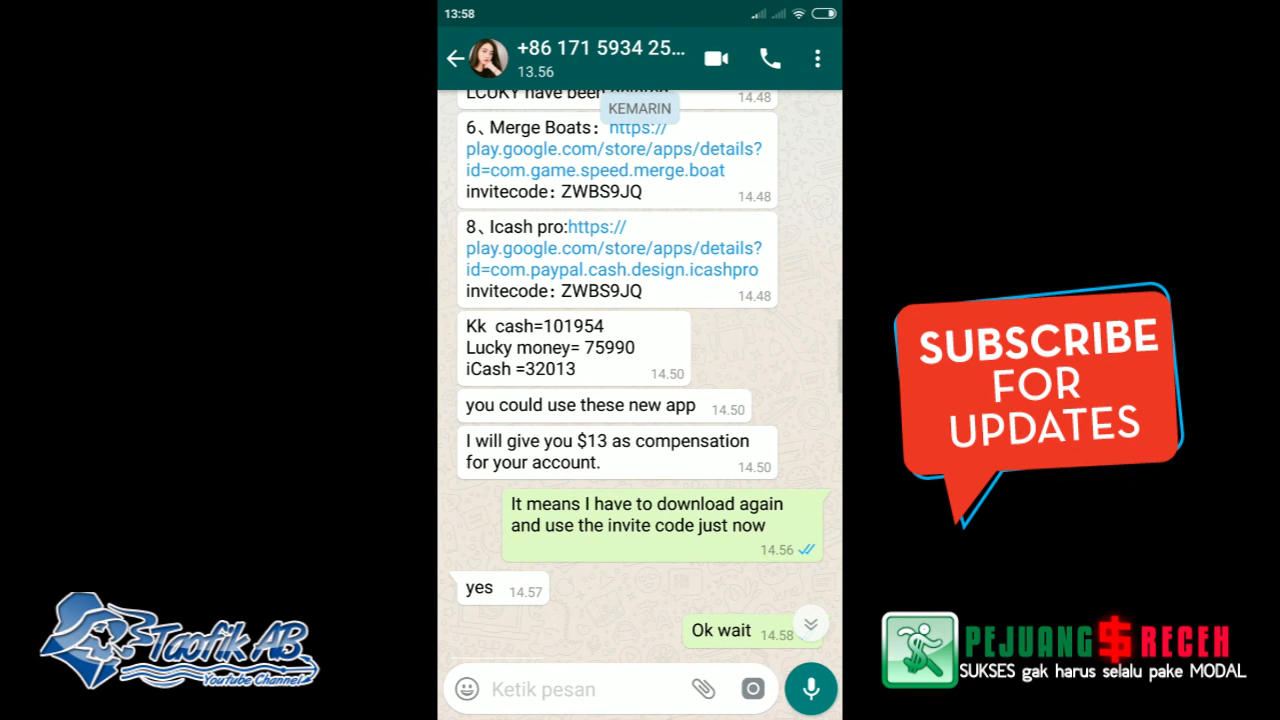 13:58
+86 171 5934 25...
13.56
LCUKY have been
14.48
KEMARIN
6、Merge Boats： https://
play.google.com/store/apps/details?
id=com.game.speed.merge.boat
invitecode：ZWBS9JQ
14.48
8、Icash pro:https://
play.google.com/store/apps/details?
id=com.paypal.cash.design.icashpro
invitecode：ZWBS9JQ
14.48
Kk cash=101954
Lucky money= 75990
iCash =32013
14.50
you could use these new app
14.50
I will give you $13 as compensation
for your account.
14.50
It means I have to download again
and use the invite code just now
14.56
yes
14.57
Ok wait
14.58
Ketik pesan
SUBSCRIBE
FOR
UPDATES
Taofik AB
YouTube Channel
PEJUANG $ RECEH
SUKSES gak harus selalu pake MODAL